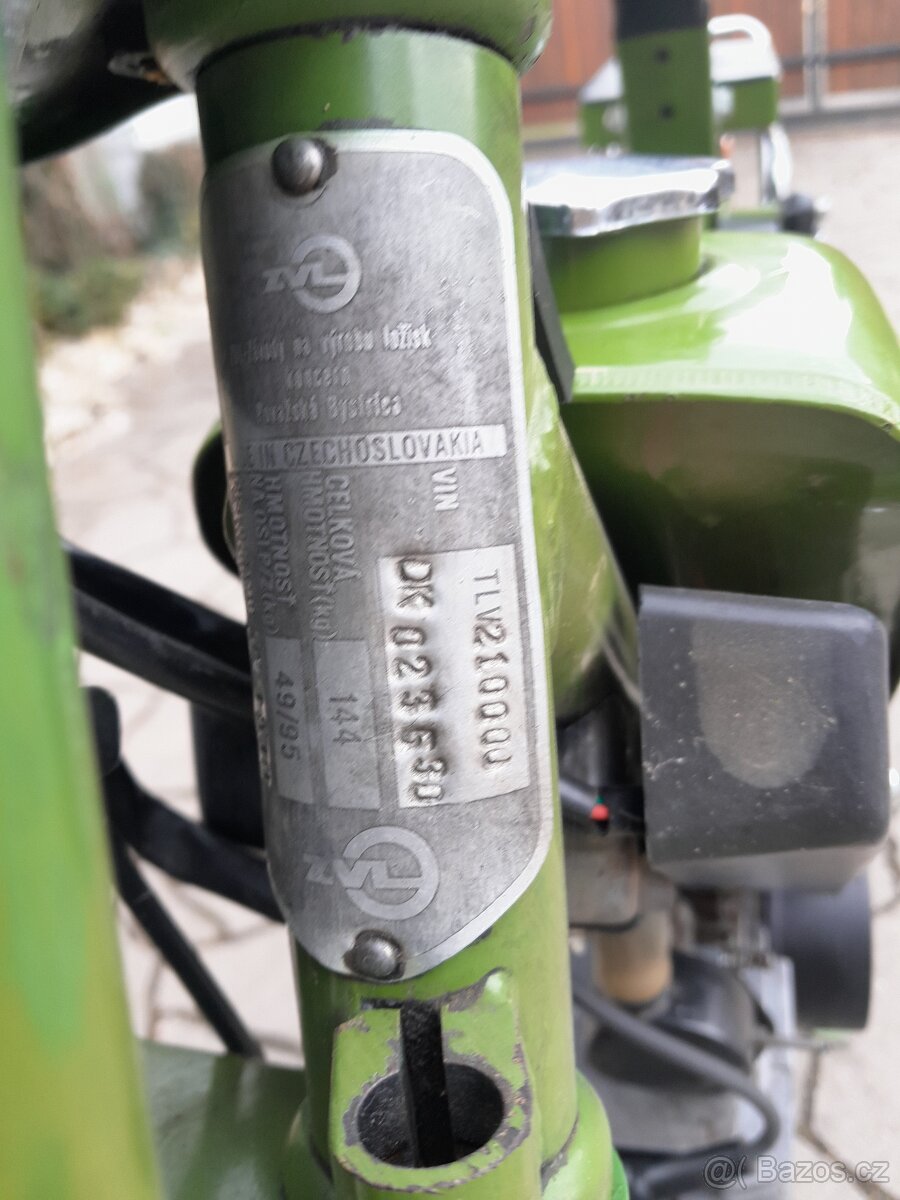 ZVL
na výrobu ložísk
koncern
Považská Bystrica
IN CZECHOSLOVAKIA
VIN
TLV210000
DK 023630
CELKOVÁ
HMOTNOSŤ (kg)
144
HMOTNOSŤ
49/95
ZVL
@( Bazos.cz